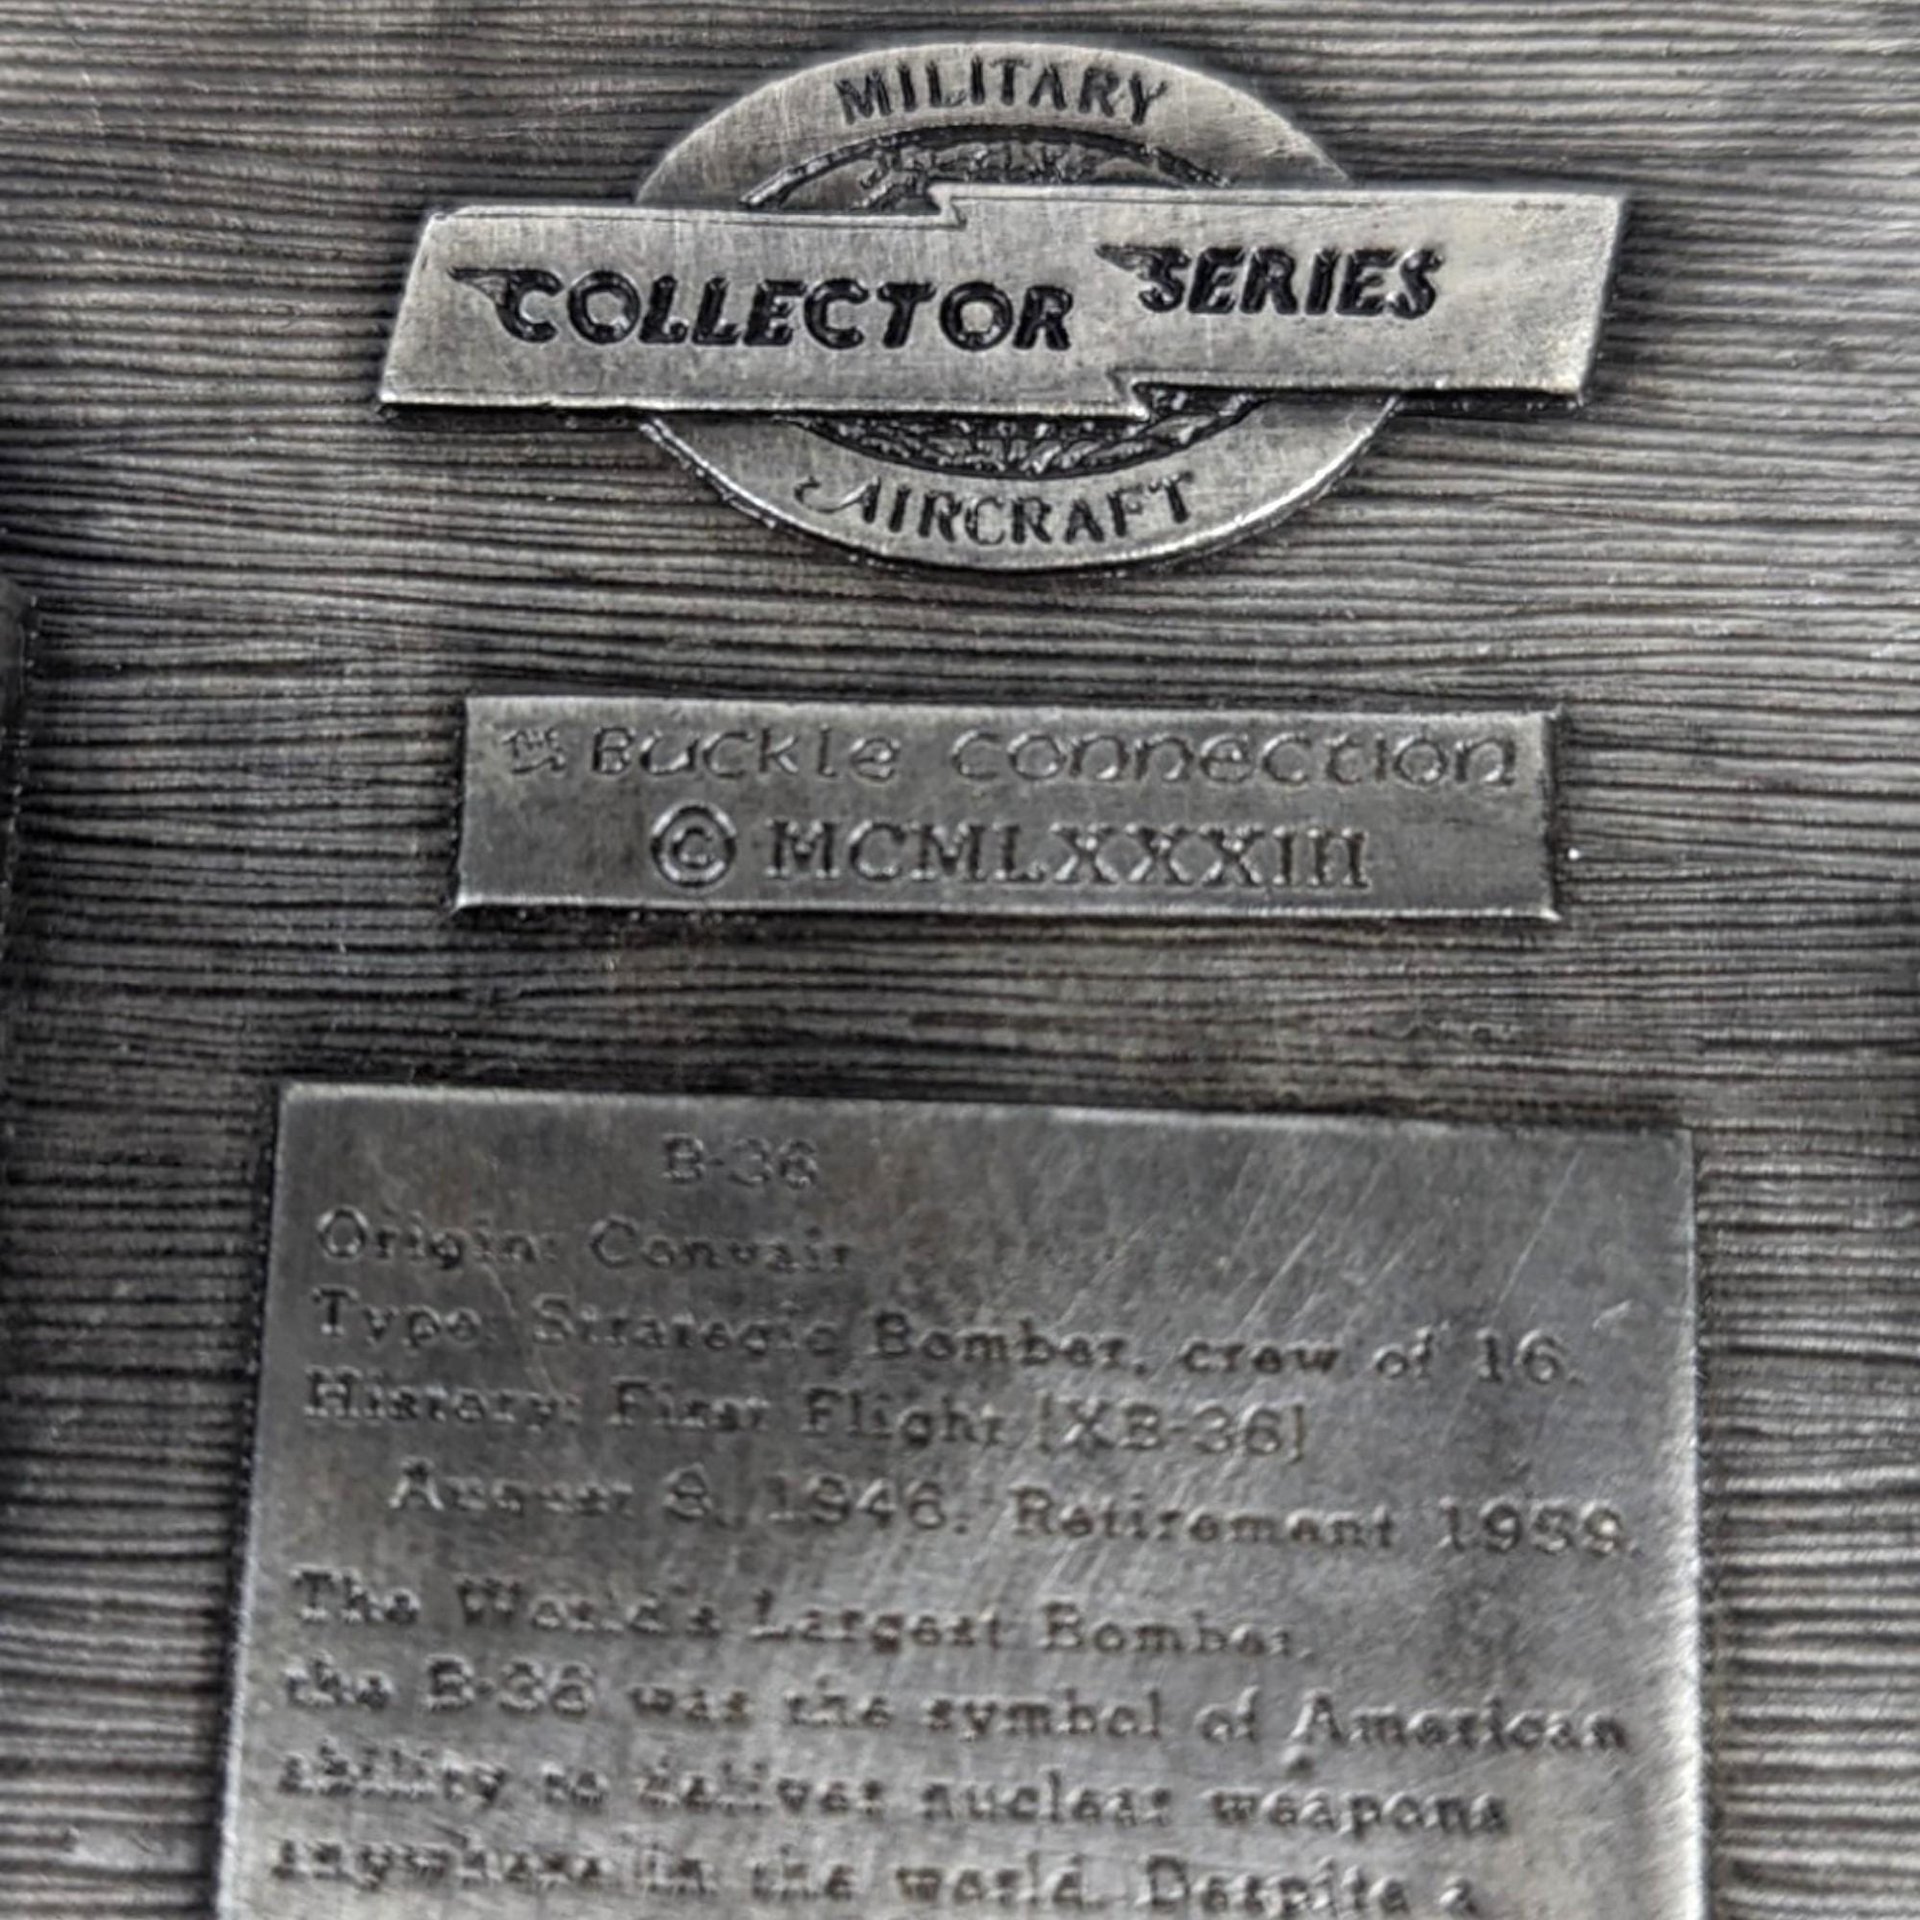 MILITARY
COLLECTOR SERIES
AIRCRAFT
THE Buckle connection
© MCMLXXXIII
B-36
Origin: Convair
Type: Strategic Bomber, crew of 16.
History: First Flight [XB-36]
August 8, 1946. Retirement 1959.
The World's Largest Bomber,
the B-36 was the symbol of American
ability to deliver nuclear weapons
anywhere in the world. Despite a